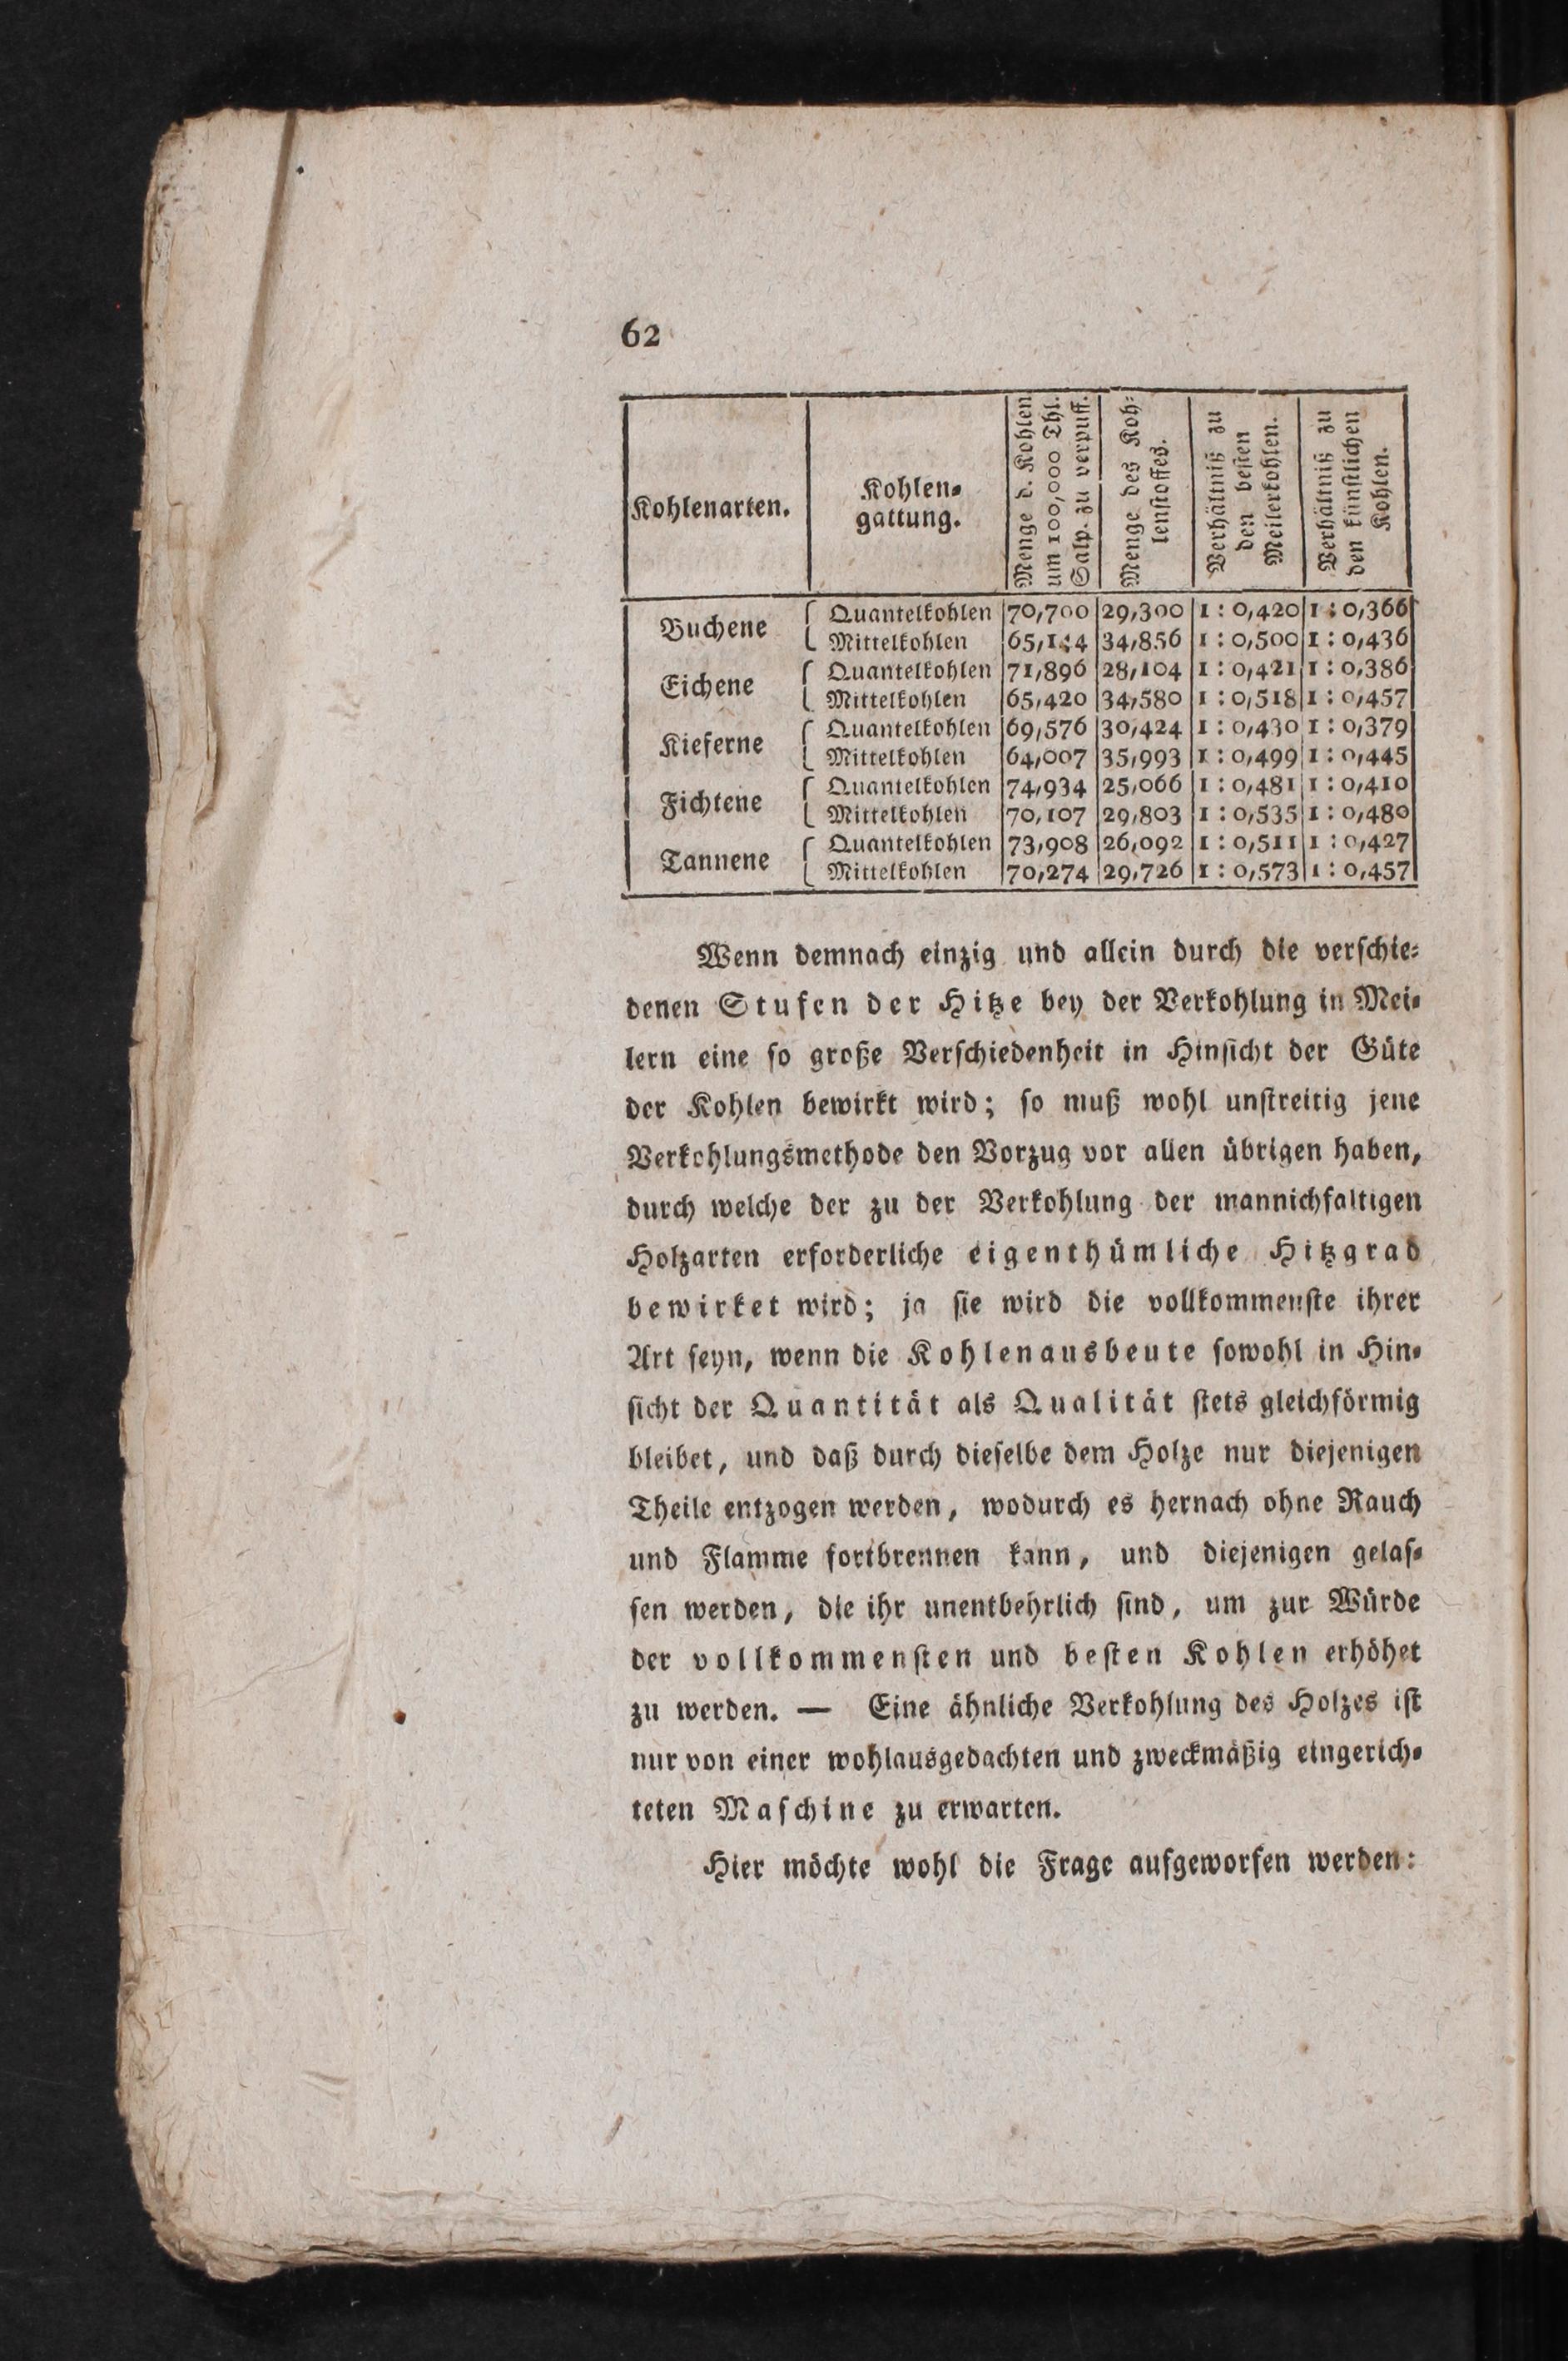 62
Kohlenarten.
Kohlen-
gattung.
Menge d. Kohlen
um 100,000 Thl.
Salp. zu verpuff.
Menge des Koh-
lenstoffes.
Verhältniß zu
den besten
Meilerkohlen.
Verhältniß zu
den künstlichen
Kohlen.
Buchene
Quantelkohlen 70,700 29,300 1 : 0,420 1 : 0,366
Mittelkohlen 34,856 1 : 0,500 1 : 0,436
Eichene
Quantelkohlen 71,896 28,104 1 : 0,421 1 : 0,386
Mittelkohlen 65,420 34,580 1 : 0,518 1 : 0,457
Kieferne
Quantelkohlen 69,576 30,424 1 : 0,430 1 : 0,379
Mittelkohlen 64,007 35,993 1 : 0,499 1 : 0,445
Fichtene
Quantelkohlen 74,934 25,066 1 : 0,481 1 : 0,410
Mittelkohlen 70,107 29,803 1 : 0,535 1 : 0,480
Tannene
Quantelkohlen 73,908 26,092 1 : 0,511 1 : 0,427
Mittelkohlen 70,274 29,726 1 : 0,573 1 : 0,457
Wenn demnach einzig und allein durch die verschie-
denen Stufen der Hitze bey der Verkohlung in Mei-
lern eine so große Verschiedenheit in Hinsicht der Güte
der Kohlen bewirkt wird; so muß wohl unstreitig jene
Verkohlungsmethode den Vorzug vor allen übrigen haben,
durch welche der zu der Verkohlung der mannichfaltigen
Holzarten erforderliche eigenthümliche Hitzgrad
bewirket wird; ja sie wird die vollkommenste ihrer
Art seyn, wenn die Kohlenausbeute sowohl in Hin-
sicht der Quantität als Qualität stets gleichförmig
bleibet, und daß durch dieselbe dem Holze nur diejenigen
Theile entzogen werden, wodurch es hernach ohne Rauch
und Flamme fortbrennen kann, und diejenigen gelas-
sen werden, die ihr unentbehrlich sind, um zur Würde
der vollkommensten und besten Kohlen erhöhet
zu werden. — Eine ähnliche Verkohlung des Holzes ist
nur von einer wohlausgedachten und zweckmäßig eingerich-
teten Maschine zu erwarten.
Hier möchte wohl die Frage aufgeworfen werden: